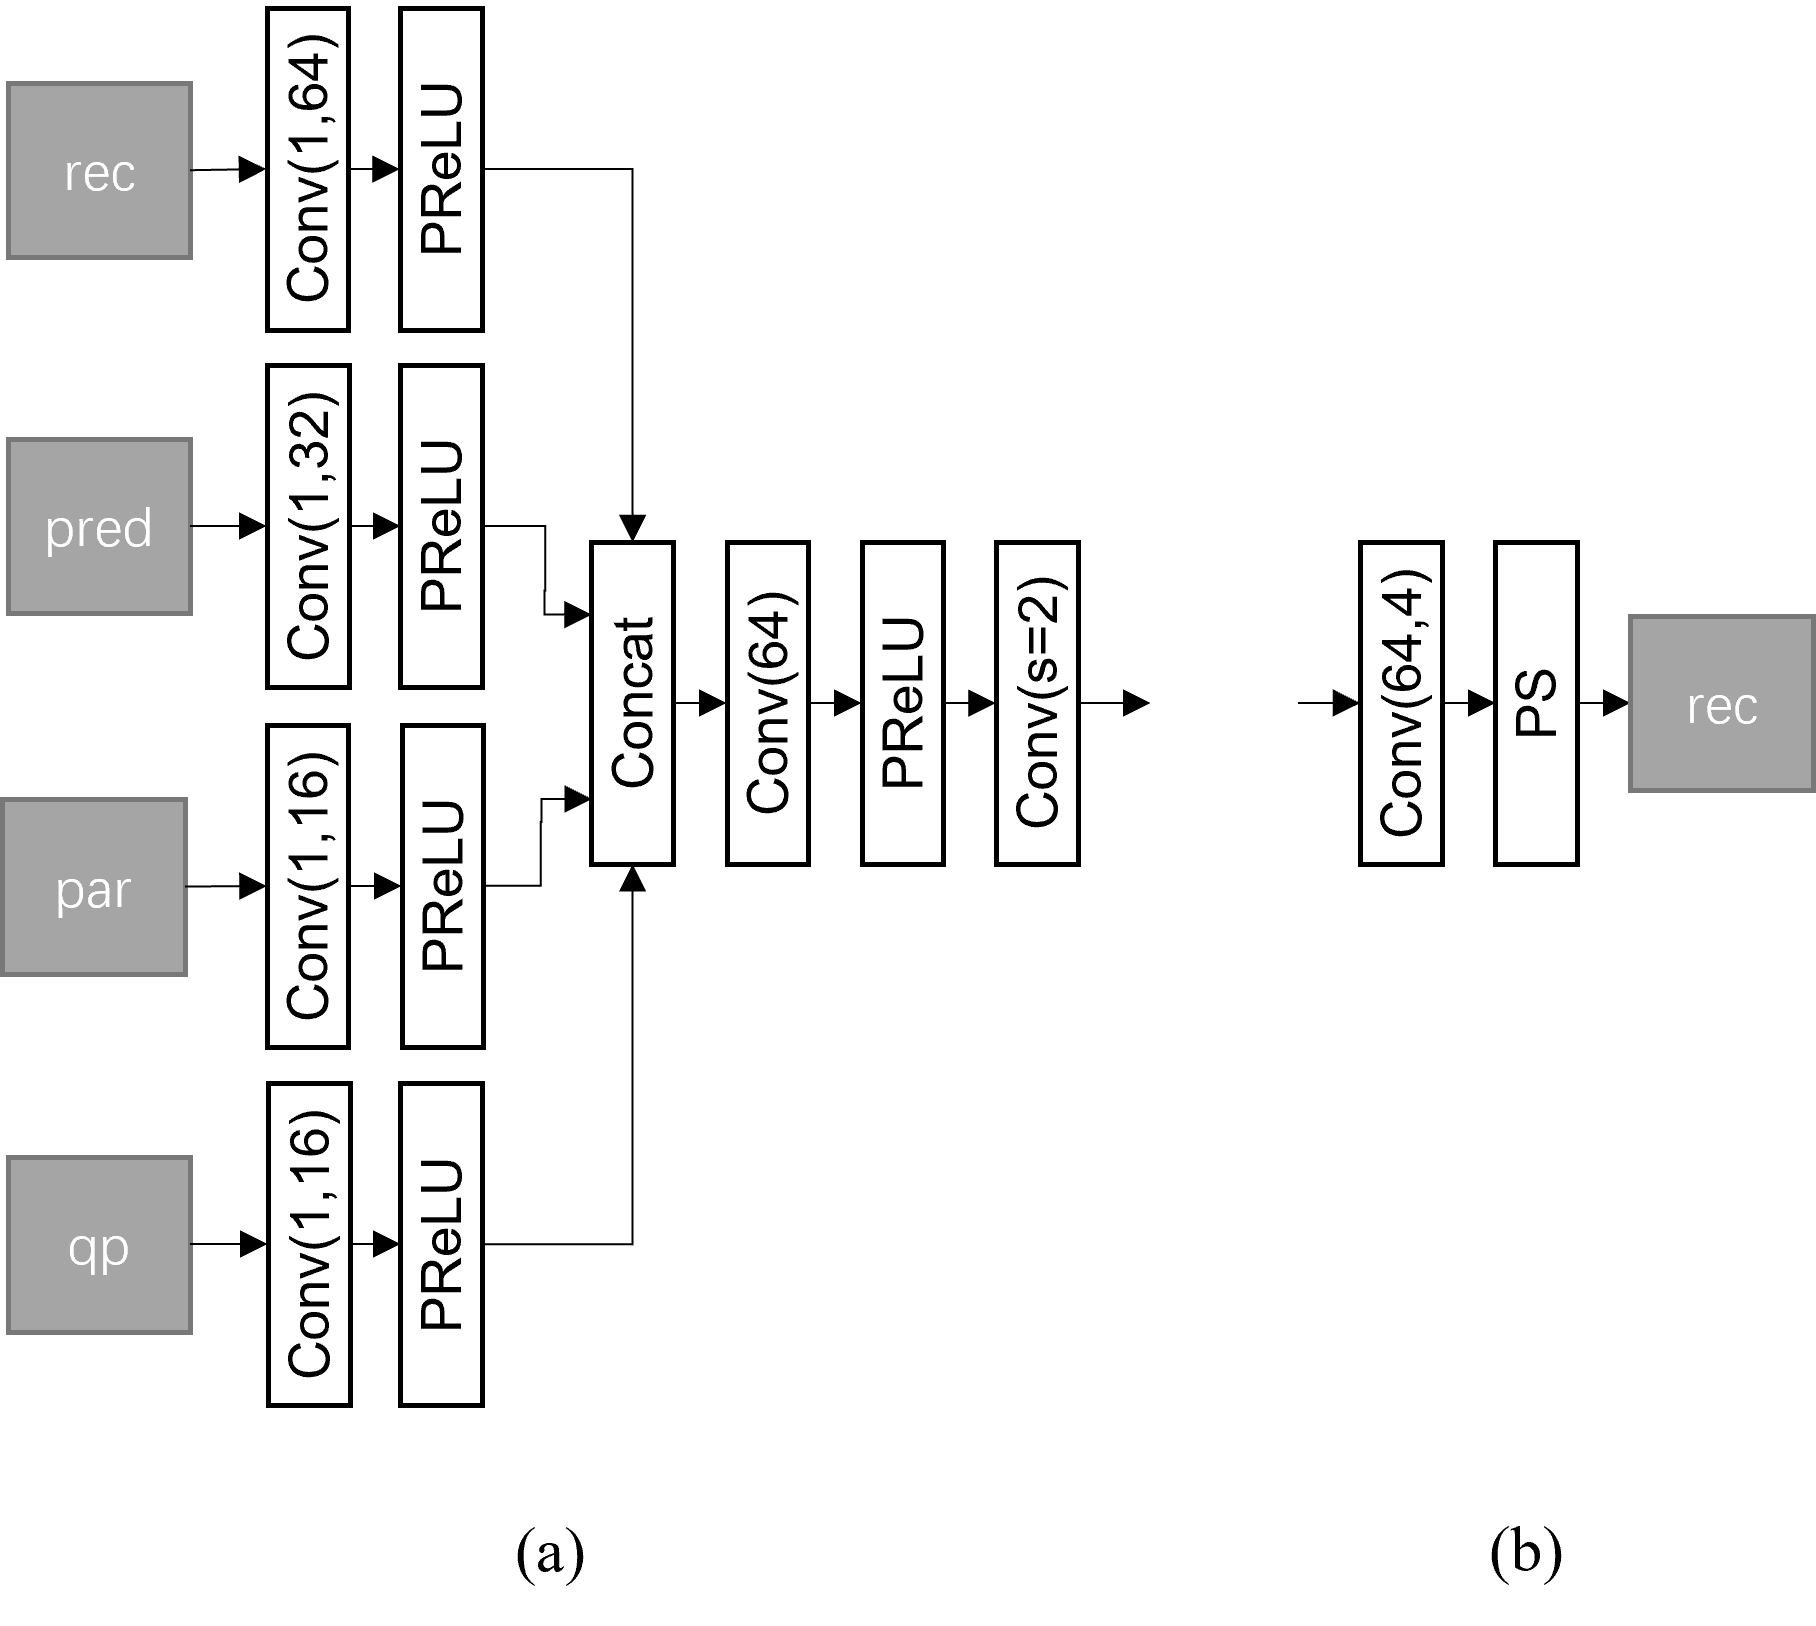 rec
Conv(1,64)
PReLU
pred
Conv(1,32)
PReLU
par
Conv(1,16)
PReLU
qp
Conv(1,16)
PReLU
Concat
Conv(64)
PReLU
Conv(s=2)
(a)
Conv(64,4)
PS
rec
(b)